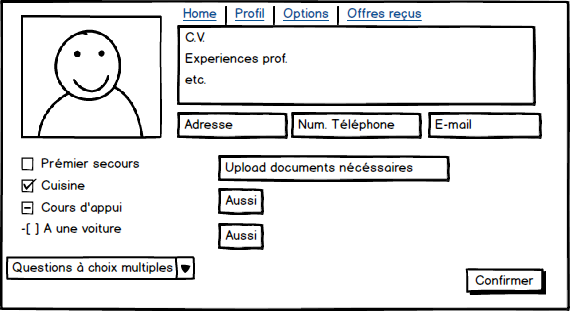 Home Profil Options Offres reçus
C.V.
Experiences prof.
etc.
Adresse Num. Téléphone E-mail
Prémier secours
Cuisine
Cours d'appui
-[ ] A une voiture
Upload documents nécéssaires
Aussi
Aussi
Questions à choix multiples
Confirmer